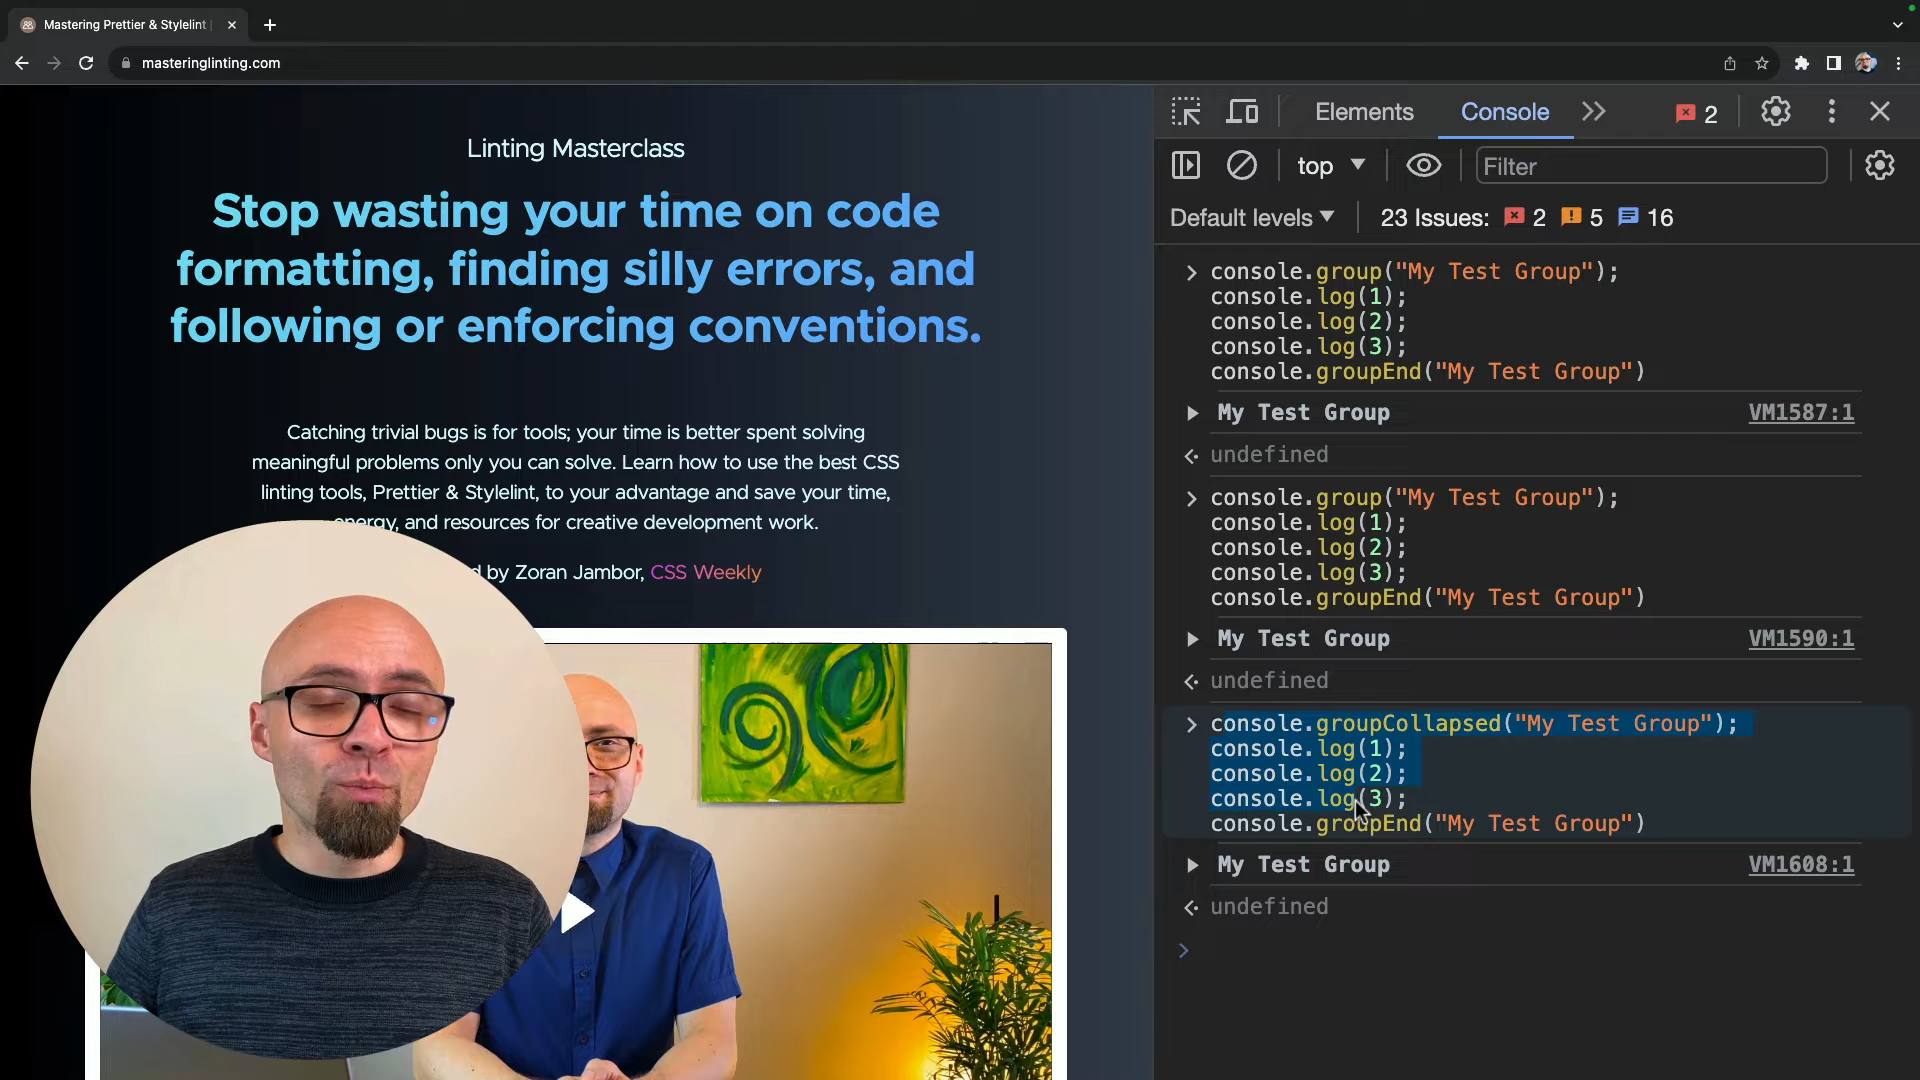 Mastering Prettier & Stylelint |
masteringlinting.com
Linting Masterclass
Stop wasting your time on code
formatting, finding silly errors, and
following or enforcing conventions.
Catching trivial bugs is for tools; your time is better spent solving
meaningful problems only you can solve. Learn how to use the best CSS
linting tools, Prettier & Stylelint, to your advantage and save your time,
energy, and resources for creative development work.
by Zoran Jambor, CSS Weekly
Elements Console 2
top Filter
Default levels 23 Issues: 2 5 16
console.group("My Test Group");
console.log(1);
console.log(2);
console.log(3);
console.groupEnd("My Test Group")
My Test Group VM1587:1
undefined
console.group("My Test Group");
console.log(1);
console.log(2);
console.log(3);
console.groupEnd("My Test Group")
My Test Group VM1590:1
undefined
console.groupCollapsed("My Test Group");
console.log(1);
console.log(2);
console.log(3);
console.groupEnd("My Test Group")
My Test Group VM1608:1
undefined